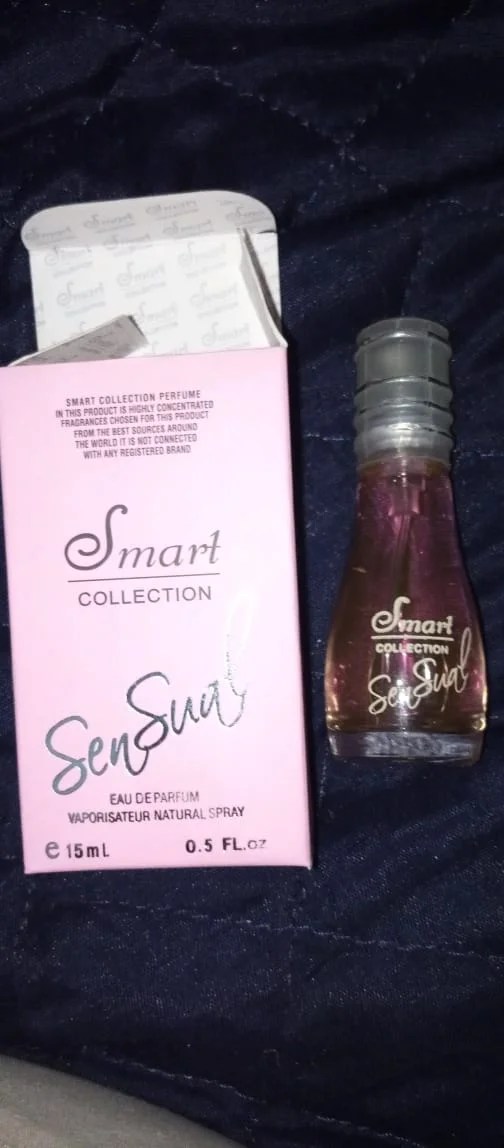 SMART COLLECTION PERFUME
IN THIS PRODUCT IS HIGHLY CONCENTRATED
FRAGRANCES CHOSEN FOR THIS PRODUCT
FROM THE BEST SOURCES AROUND
THE WORLD IT IS NOT CONNECTED
WITH ANY REGISTERED BRAND
Smart
COLLECTION
Sensual
EAU DE PARFUM
VAPORISATEUR NATURAL SPRAY
e 15mL 0.5 FL.oz
Smart
COLLECTION
Sensual